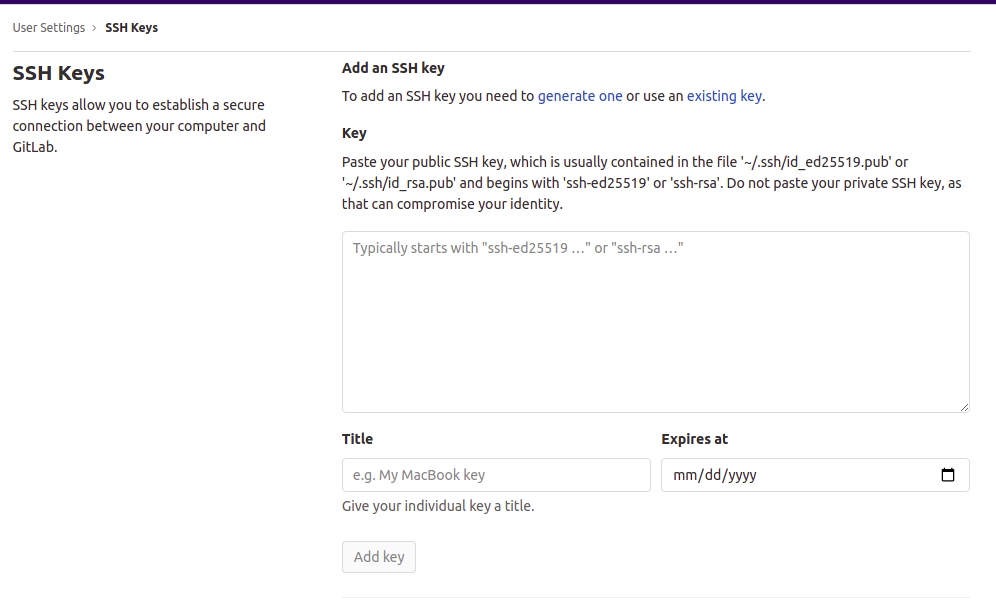 User Settings › SSH Keys
SSH Keys
SSH keys allow you to establish a secure
connection between your computer and
GitLab.
Add an SSH key
To add an SSH key you need to generate one or use an existing key.
Key
Paste your public SSH key, which is usually contained in the file '~/.ssh/id_ed25519.pub' or
'~/.ssh/id_rsa.pub' and begins with 'ssh-ed25519' or 'ssh-rsa'. Do not paste your private SSH key, as
that can compromise your identity.
Typically starts with "ssh-ed25519 …" or "ssh-rsa …"
Title
Expires at
e.g. My MacBook key
mm/dd/yyyy
Give your individual key a title.
Add key